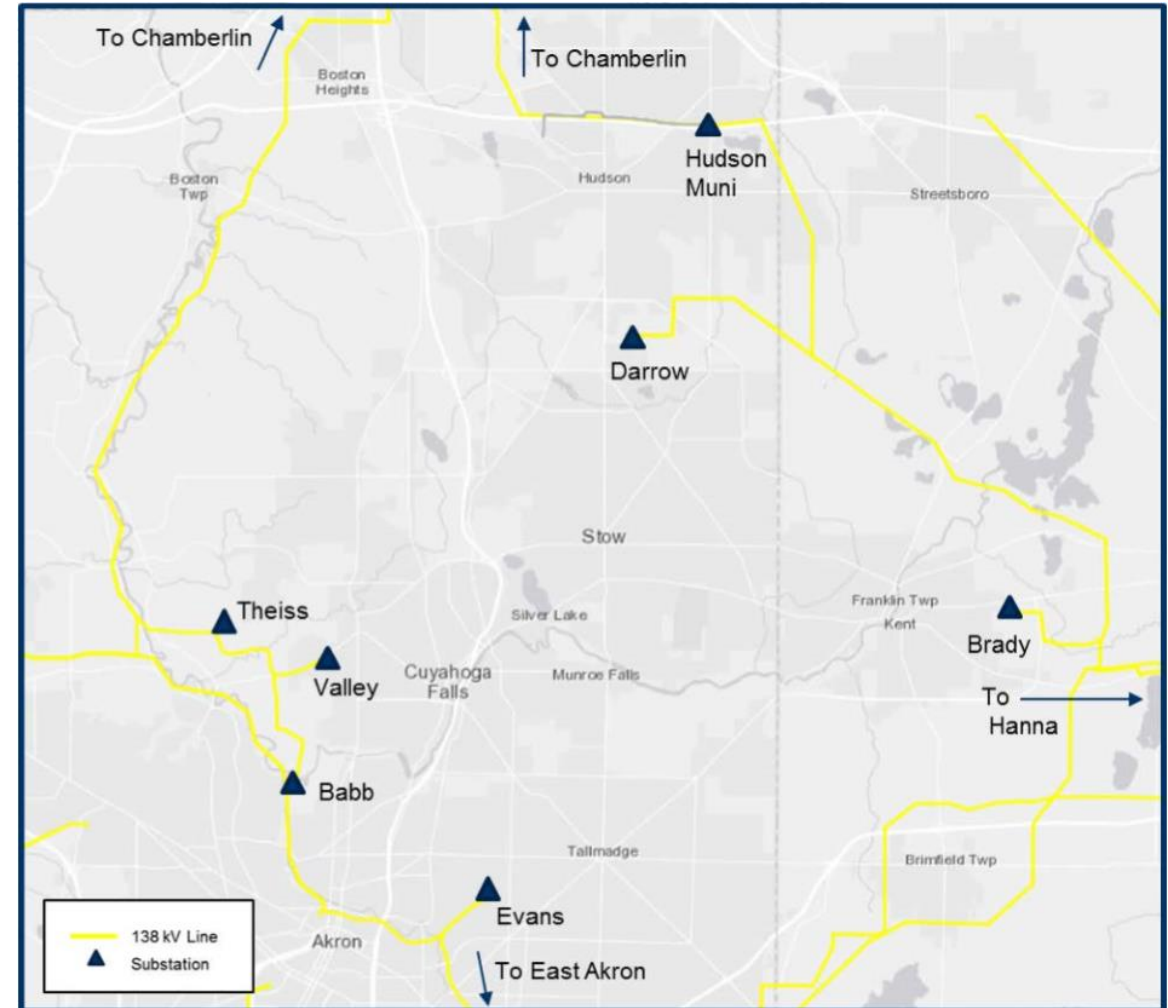 To Chamberlin
To Chamberlin
Boston
Heights
Hudson
Muni
Boston
Twp
Hudson
Streetsboro
Darrow
Stow
Theiss
Silver Lake
Franklin Twp
Kent
Brady
Valley
Cuyahoga
Falls
Munroe Falls
To
Hanna
Babb
Tallmadge
Brimfield Twp
Evans
Akron
To East Akron
138 kV Line
Substation